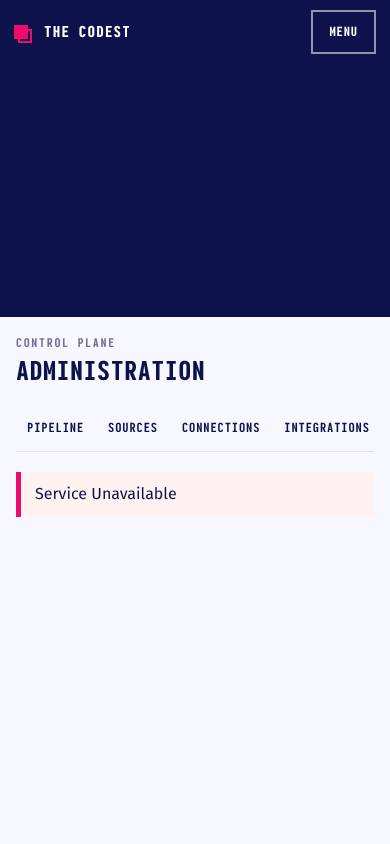 THE CODEST
MENU
CONTROL PLANE
ADMINISTRATION
PIPELINE SOURCES CONNECTIONS INTEGRATIONS
Service Unavailable